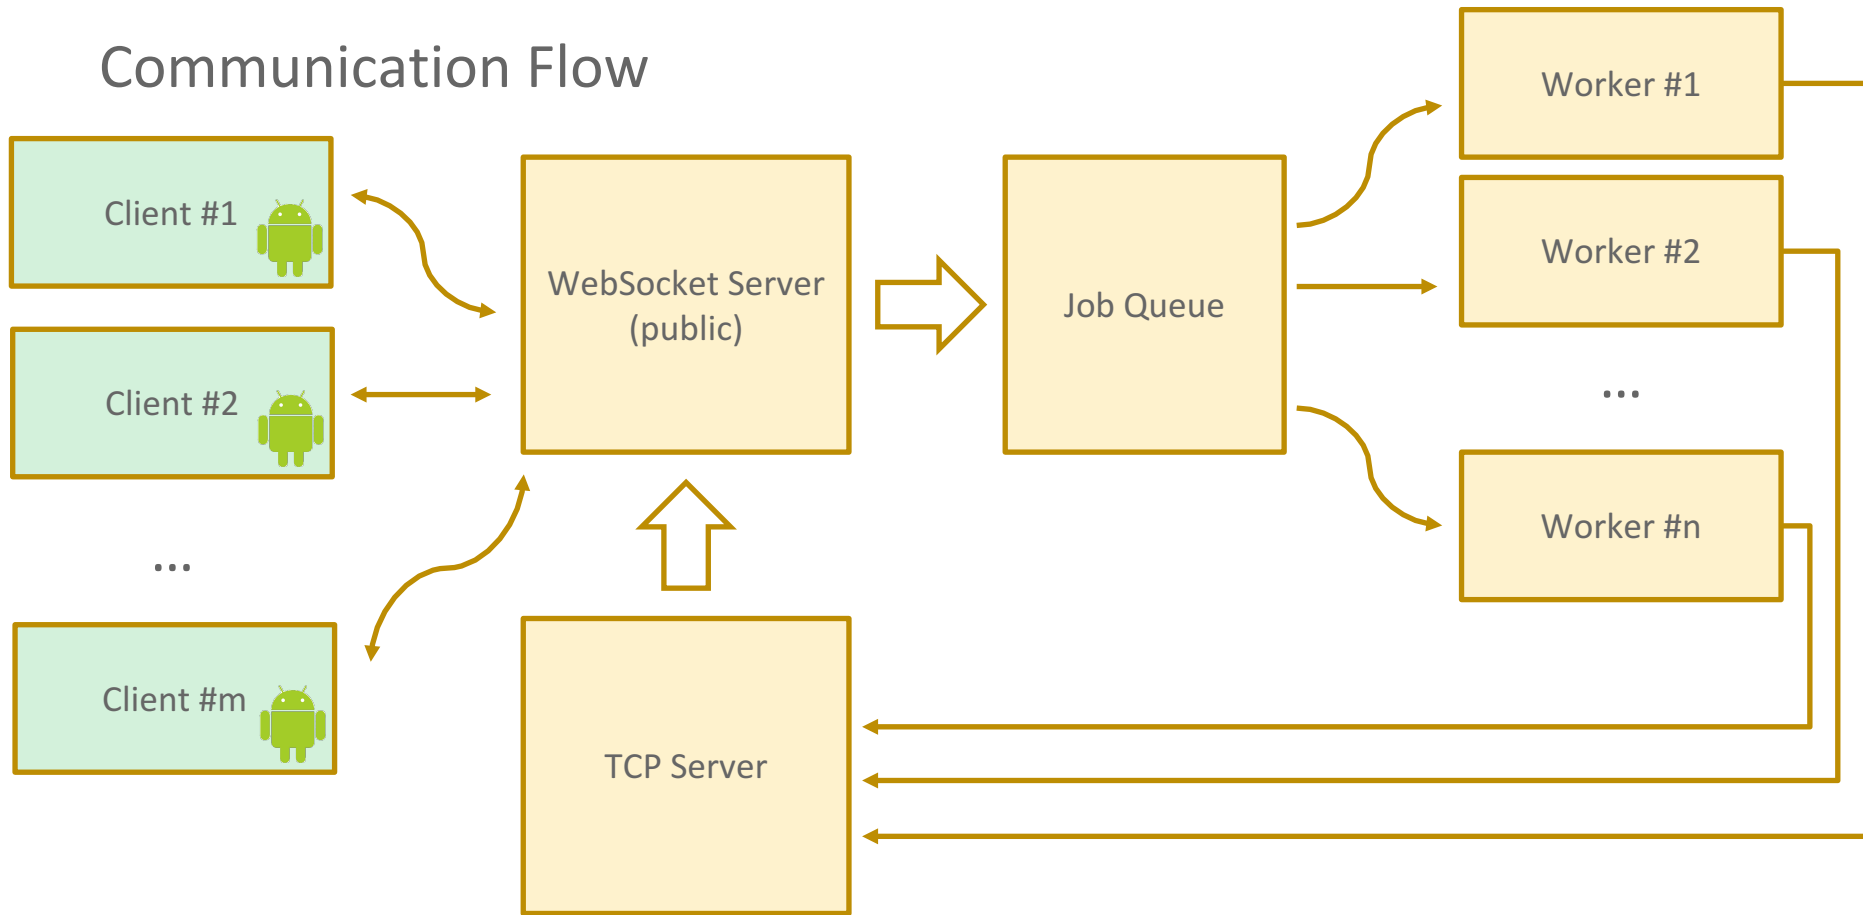 Communication Flow
Client #1
Client #2
...
Client #m
WebSocket Server
(public)
TCP Server
Job Queue
Worker #1
Worker #2
...
Worker #n